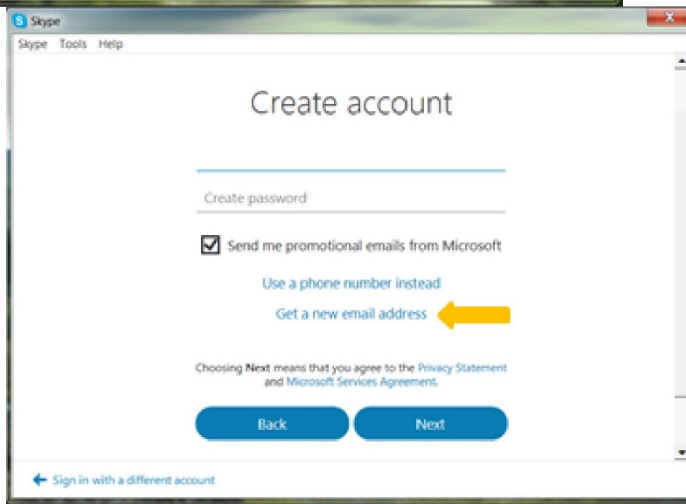 Skype
Skype Tools Help
Create account
Create password
Send me promotional emails from Microsoft
Use a phone number instead
Get a new email address
Choosing Next means that you agree to the Privacy Statement
and Microsoft Services Agreement.
Back Next
Sign in with a different account